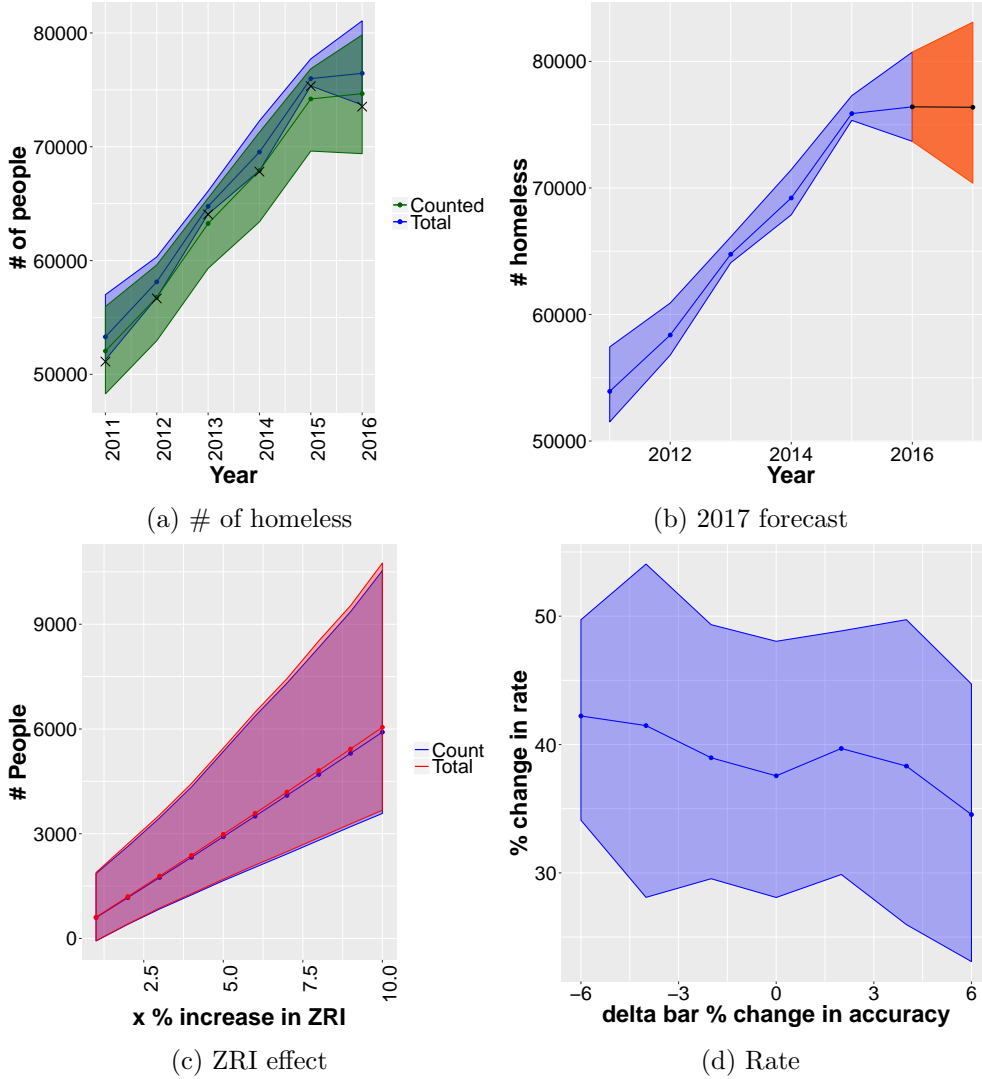 80000
70000
60000
50000
# of people
2011
2012
2013
2014
2015
2016
Year
Counted
Total
(a) # of homeless
80000
70000
60000
50000
# homeless
2012
2014
2016
Year
(b) 2017 forecast
9000
6000
3000
0
# People
2.5
5.0
7.5
10.0
x % increase in ZRI
Count
Total
(c) ZRI effect
50
40
30
% change in rate
−6
−3
0
3
6
delta bar % change in accuracy
(d) Rate